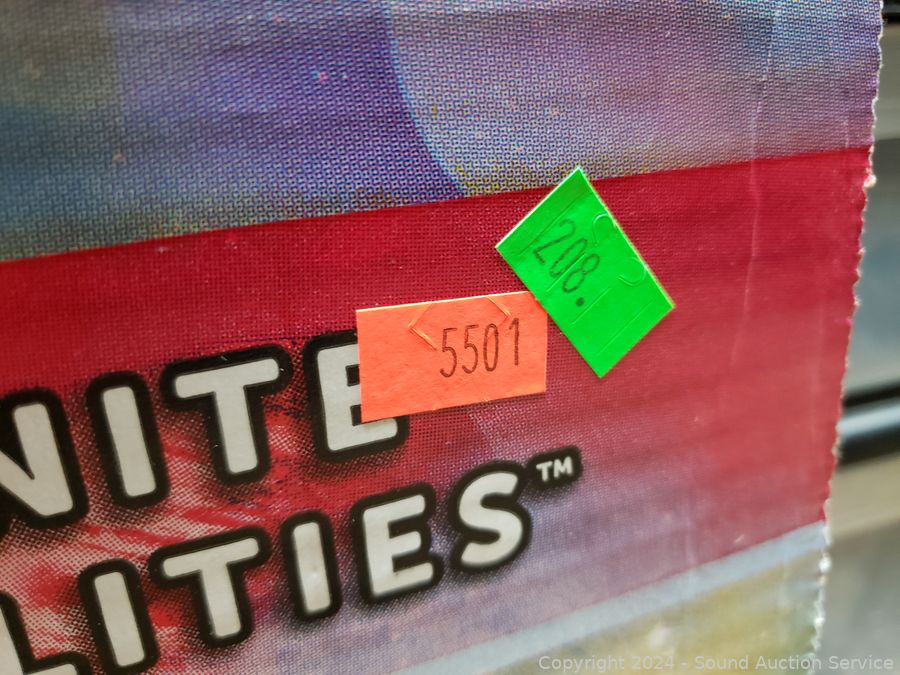 208.
5501
NITE
LITIES™
Copyright 2024 - Sound Auction Service